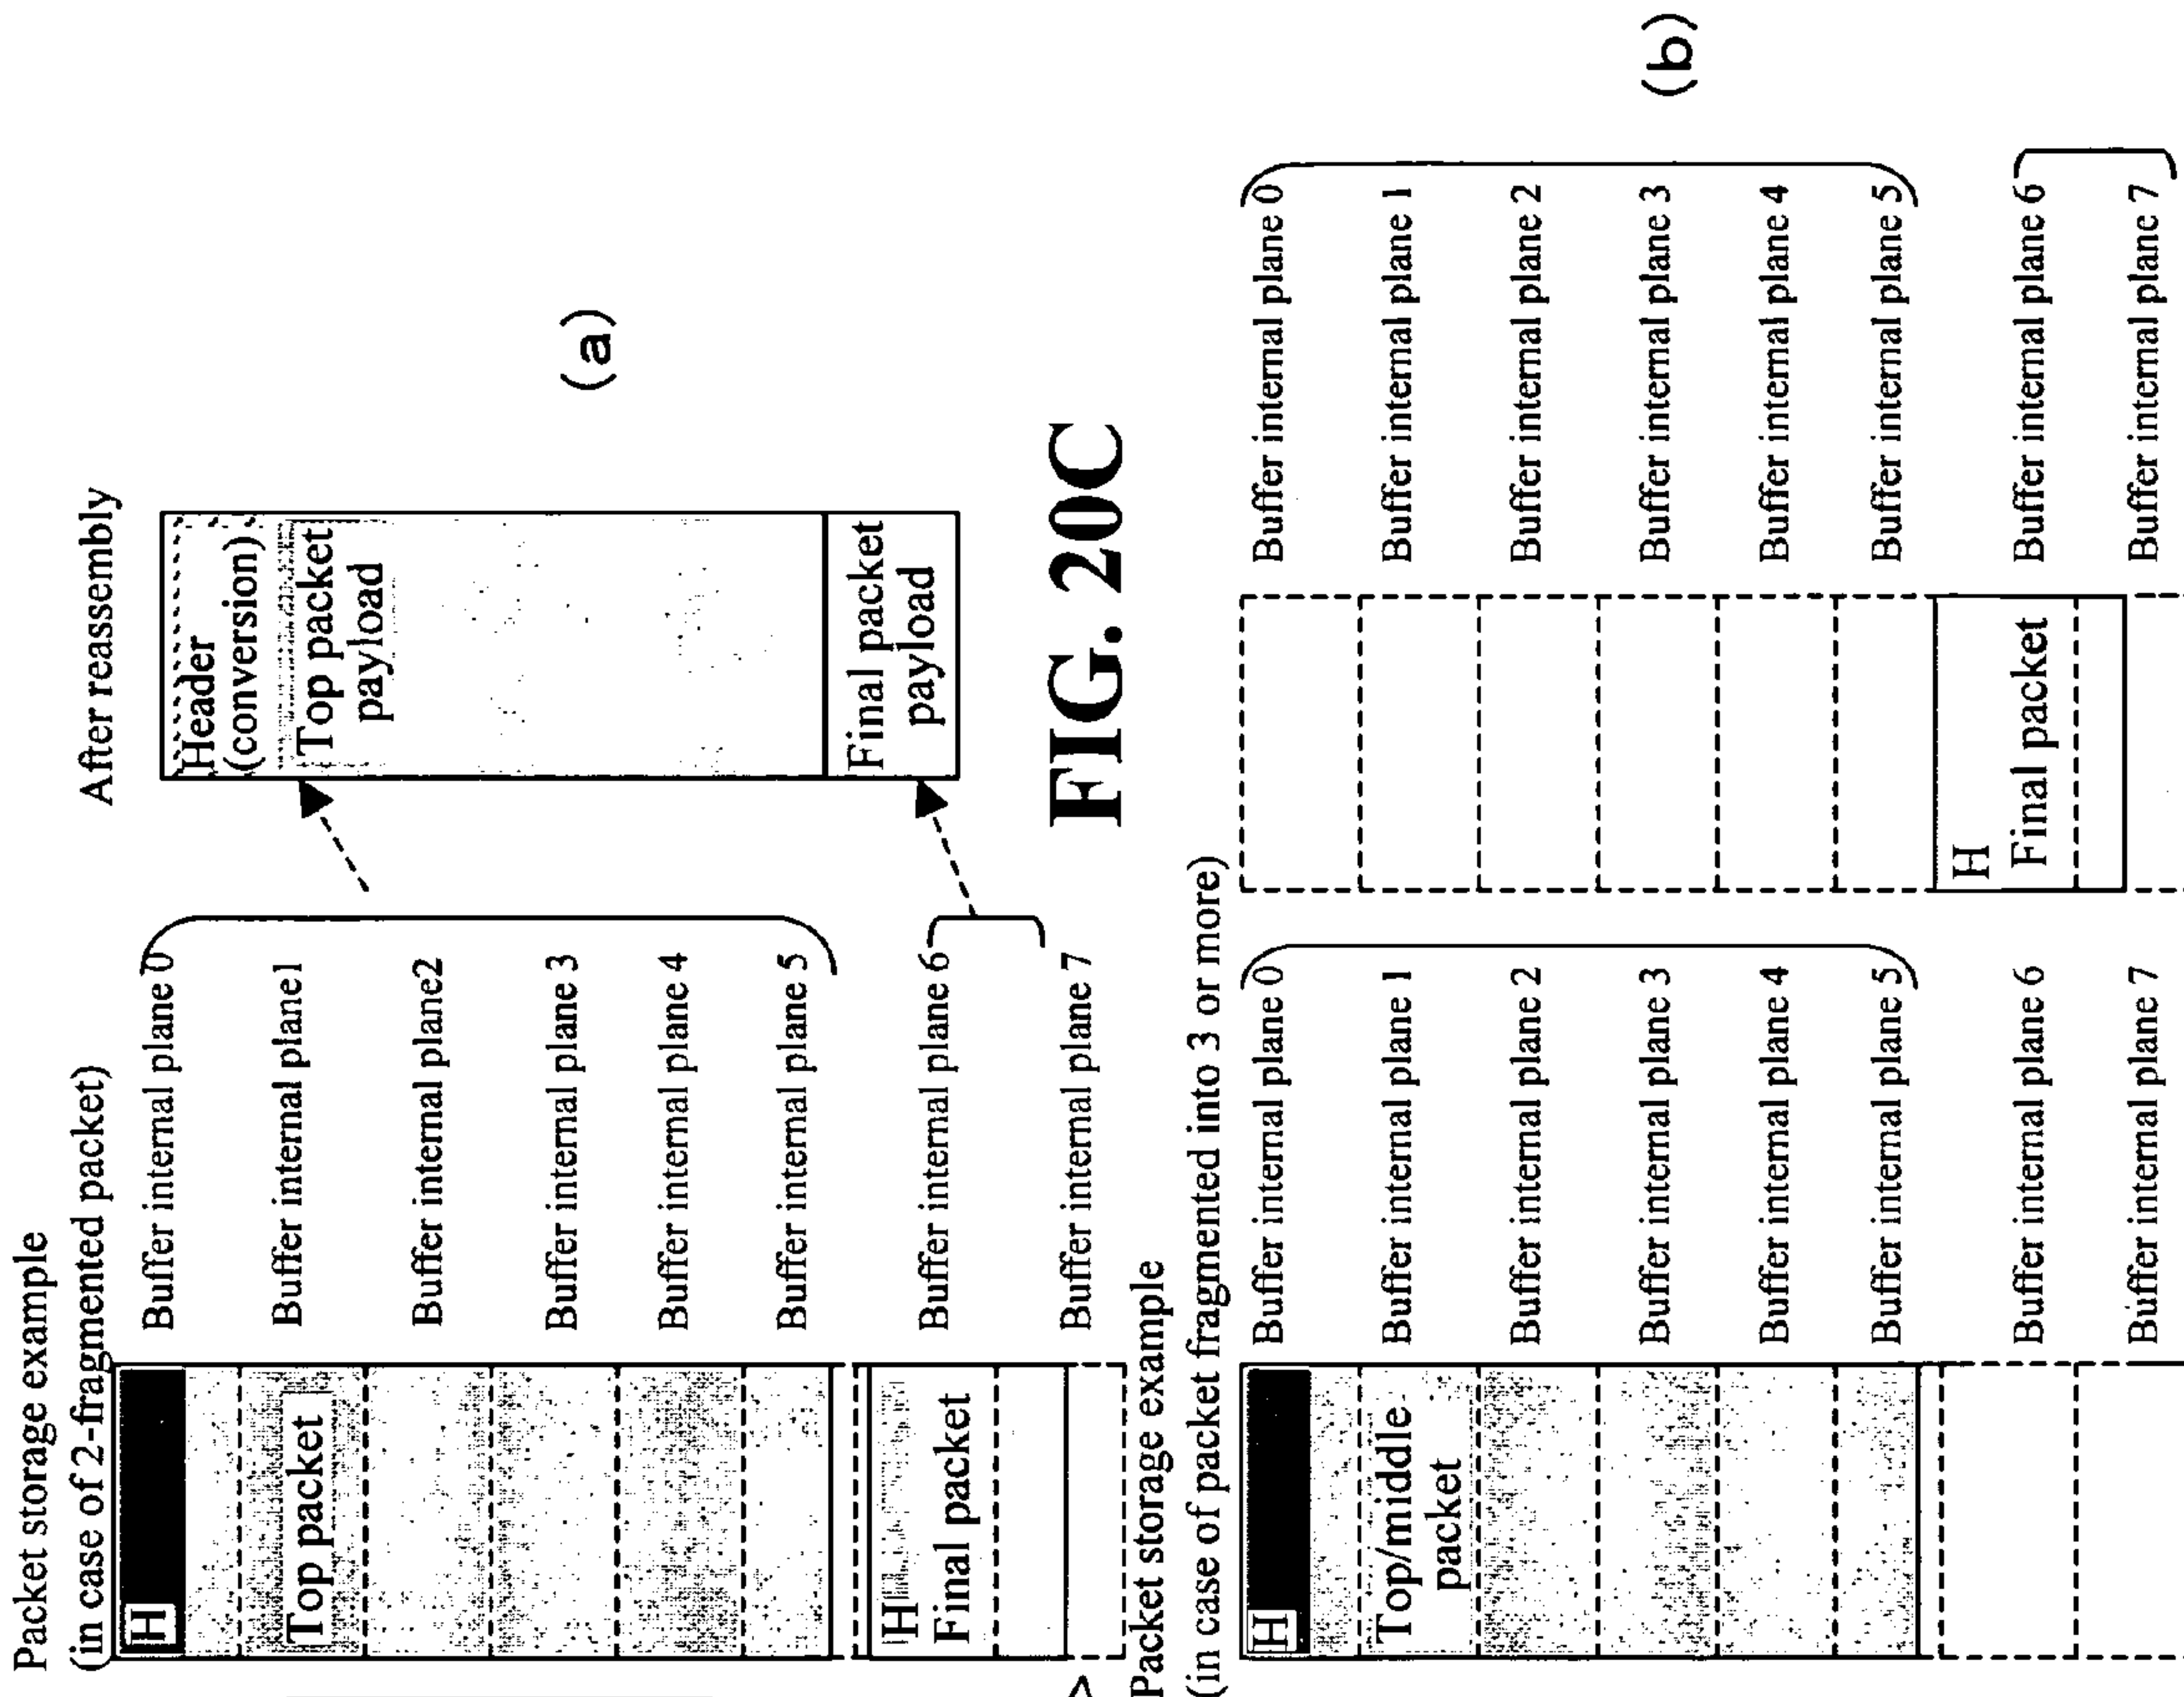 Packet storage example
(in case of 2-fragmented packet)
H
Top packet
H
Final packet
Buffer internal plane 0
Buffer internal plane1
Buffer internal plane2
Buffer internal plane 3
Buffer internal plane 4
Buffer internal plane 5
Buffer internal plane 6
Buffer internal plane 7
After reassembly
Header
(conversion)
Top packet
payload
Final packet
payload
(a)
FIG. 20C
Packet storage example
(in case of packet fragmented into 3 or more)
H
Top/middle
packet
Buffer internal plane 0
Buffer internal plane 1
Buffer internal plane 2
Buffer internal plane 3
Buffer internal plane 4
Buffer internal plane 5
Buffer internal plane 6
Buffer internal plane 7
H
Final packet
Buffer internal plane 0
Buffer internal plane 1
Buffer internal plane 2
Buffer internal plane 3
Buffer internal plane 4
Buffer internal plane 5
Buffer internal plane 6
Buffer internal plane 7
(b)